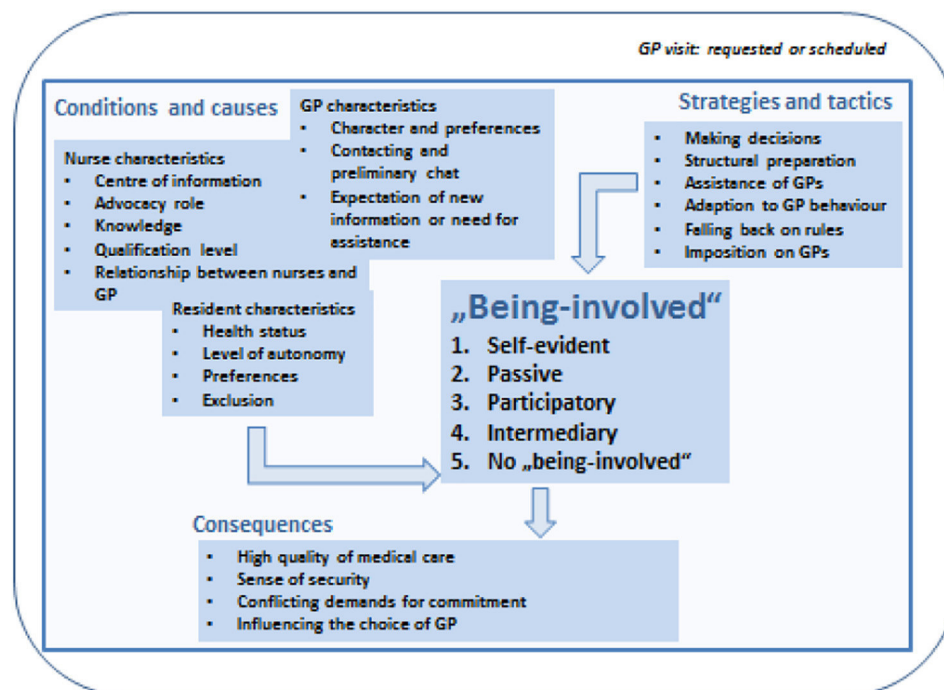 GP visit: requested or scheduled
Conditions and causes
GP characteristics
▪ Character and preferences
▪ Contacting and
preliminary chat
▪ Expectation of new
information or need for
assistance
Nurse characteristics
▪ Centre of information
▪ Advocacy role
▪ Knowledge
▪ Qualification level
▪ Relationship between nurses and
GP
Resident characteristics
▪ Health status
▪ Level of autonomy
▪ Preferences
▪ Exclusion
Strategies and tactics
▪ Making decisions
▪ Structural preparation
▪ Assistance of GPs
▪ Adaption to GP behaviour
▪ Falling back on rules
▪ Imposition on GPs
„Being-involved“
1. Self-evident
2. Passive
3. Participatory
4. Intermediary
5. No „being-involved“
Consequences
▪ High quality of medical care
▪ Sense of security
▪ Conflicting demands for commitment
▪ Influencing the choice of GP